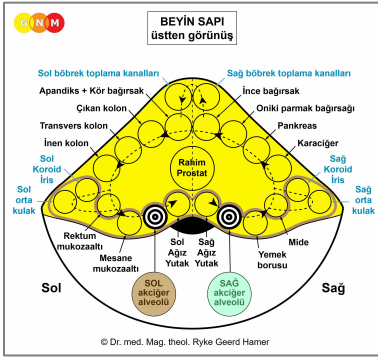 G N M
BEYİN SAPI
üstten görünüş
Sol böbrek toplama kanalları
Sağ böbrek toplama kanalları
Apandiks + Kör bağırsak
İnce bağırsak
Çıkan kolon
Oniki parmak bağırsağı
Transvers kolon
Pankreas
İnen kolon
Karaciğer
Sol
Koroid
İris
Rahim
Prostat
Sağ
Koroid
İris
Sol
orta
kulak
Sağ
orta
kulak
Rektum
mukozaaltı
Mesane
mukozaaltı
Sol
Ağız
Yutak
Sağ
Ağız
Yutak
Yemek
borusu
Mide
SOL
akciğer
alveolü
SAĞ
akciğer
alveolü
Sol
Sağ
© Dr. med. Mag. theol. Ryke Geerd Hamer